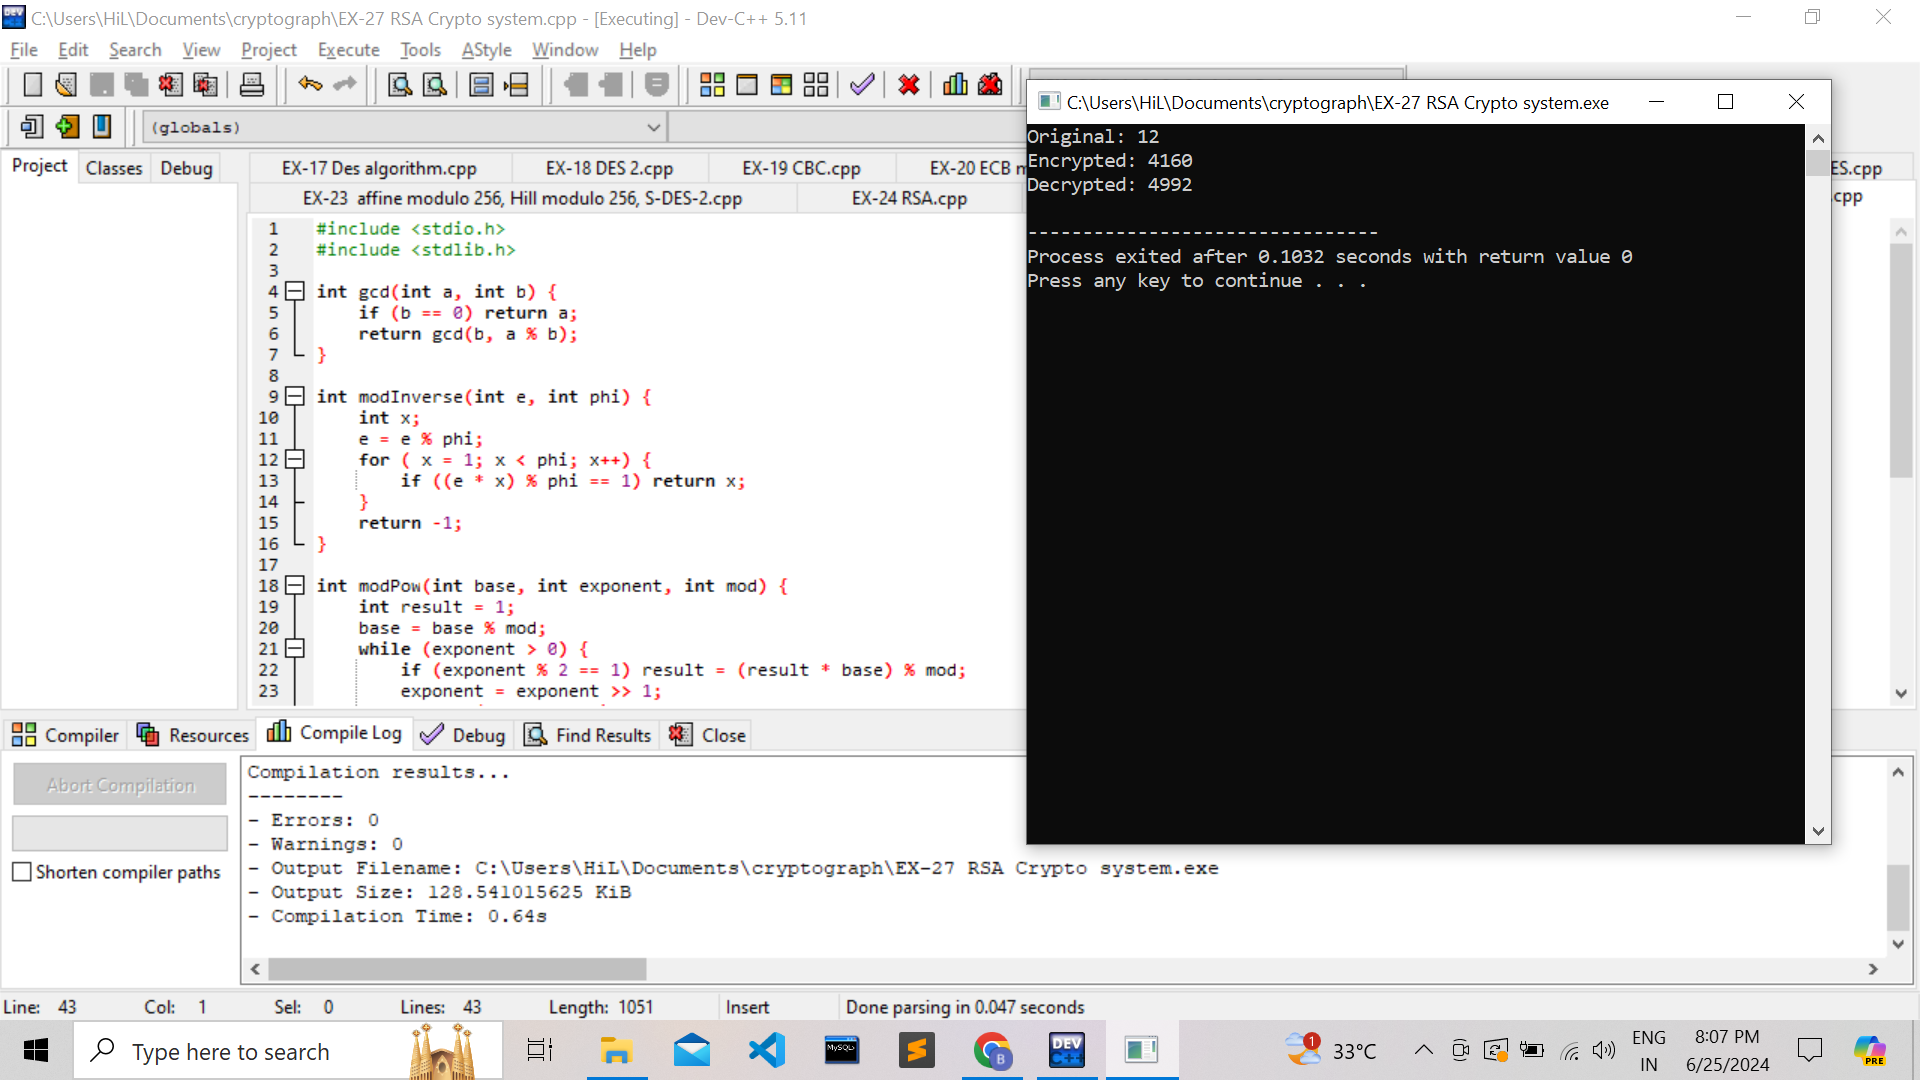 C:\Users\HiL\Documents\cryptograph\EX-27 RSA Crypto system.cpp - [Executing] - Dev-C++ 5.11
File Edit Search View Project Execute Tools AStyle Window Help
(globals)
Project Classes Debug
EX-17 Des algorithm.cpp EX-18 DES 2.cpp EX-19 CBC.cpp EX-20 ECB ES.cpp
EX-23 affine modulo 256, Hill modulo 256, S-DES-2.cpp EX-24 RSA.cpp .cpp
1 #include <stdio.h>
2 #include <stdlib.h>
3
4 int gcd(int a, int b) {
5 if (b == 0) return a;
6 return gcd(b, a % b);
7 }
8
9 int modInverse(int e, int phi) {
10 int x;
11 e = e % phi;
12 for ( x = 1; x < phi; x++) {
13 if ((e * x) % phi == 1) return x;
14 }
15 return -1;
16 }
17
18 int modPow(int base, int exponent, int mod) {
19 int result = 1;
20 base = base % mod;
21 while (exponent > 0) {
22 if (exponent % 2 == 1) result = (result * base) % mod;
23 exponent = exponent >> 1;
C:\Users\HiL\Documents\cryptograph\EX-27 RSA Crypto system.exe
Original: 12
Encrypted: 4160
Decrypted: 4992
--------------------------------
Process exited after 0.1032 seconds with return value 0
Press any key to continue . . .
Compiler Resources Compile Log Debug Find Results Close
Abort Compilation
Shorten compiler paths
Compilation results...
--------
- Errors: 0
- Warnings: 0
- Output Filename: C:\Users\HiL\Documents\cryptograph\EX-27 RSA Crypto system.exe
- Output Size: 128.541015625 KiB
- Compilation Time: 0.64s
Line: 43 Col: 1 Sel: 0 Lines: 43 Length: 1051 Insert Done parsing in 0.047 seconds
Type here to search
MySQL
B
DEV
C++
1
33°C
ENG
IN
8:07 PM
6/25/2024
PRE